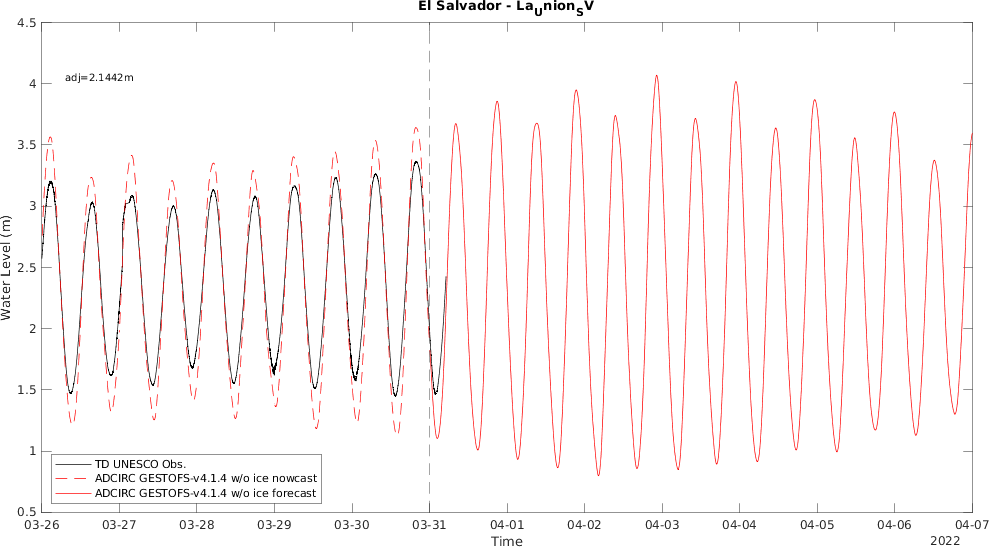 El Salvador - LaUnionSV
4.5
4
3.5
3
2.5
2
1.5
1
0.5
Water Level (m)
adj=2.1442m
TD UNESCO Obs.
ADCIRC GESTOFS-v4.1.4 w/o ice nowcast
ADCIRC GESTOFS-v4.1.4 w/o ice forecast
03-26 03-27 03-28 03-29 03-30 03-31 04-01 04-02 04-03 04-04 04-05 04-06 04-07
Time
2022